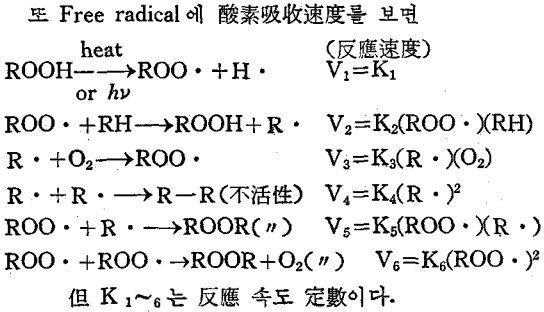 또 Free radical에 酸素吸收速度를 보면
heat (反應速度)
ROOH⟶ROO・+H・ V₁=K₁
or hν
ROO・+RH⟶ROOH+R・ V₂=K₂(ROO・)(RH)
R・+O₂⟶ROO・ V₃=K₃(R・)(O₂)
R・+R・⟶R—R(不活性) V₄=K₄(R・)²
ROO・+R・⟶ROOR(〃) V₅=K₅(ROO・)(R・)
ROO・+ROO・→ROOR+O₂(〃) V₆=K₆(ROO・)²
但 K₁~₆는 反應 속도 定數이다.